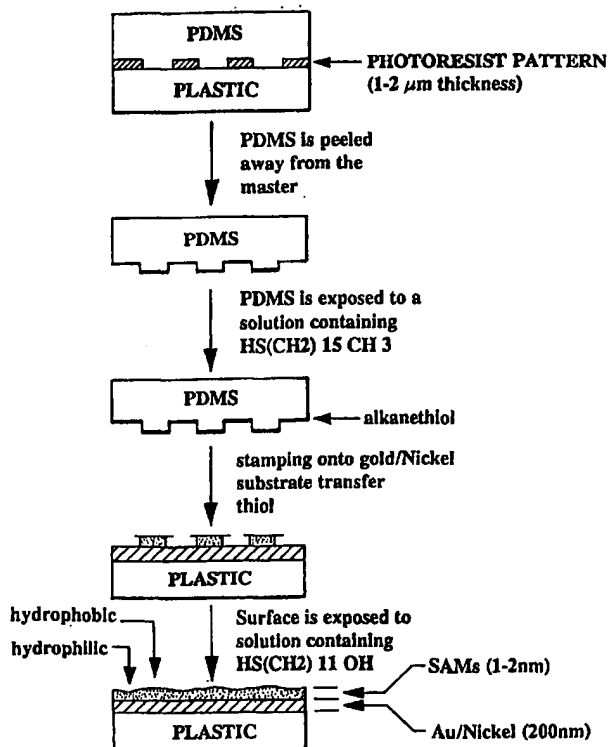 PDMS
PHOTORESIST PATTERN
(1-2 μm thickness)
PLASTIC
PDMS is peeled
away from the
master
PDMS
PDMS is exposed to a
solution containing
HS(CH2) 15 CH 3
PDMS
alkanethiol
stamping onto gold/Nickel
substrate transfer
thiol
PLASTIC
hydrophobic
hydrophilic
Surface is exposed to
solution containing
HS(CH2) 11 OH
SAMs (1-2nm)
PLASTIC
Au/Nickel (200nm)